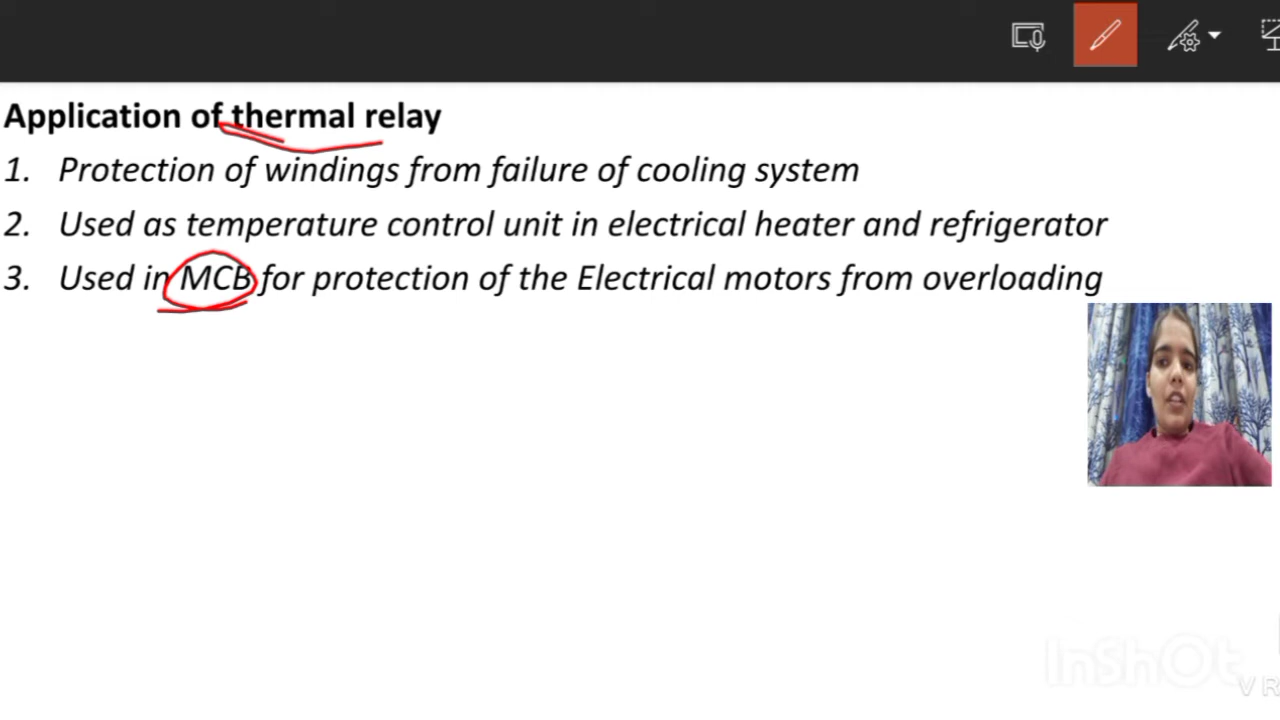 Application of thermal relay
1. Protection of windings from failure of cooling system
2. Used as temperature control unit in electrical heater and refrigerator
3. Used in MCB for protection of the Electrical motors from overloading
InShOt
V R